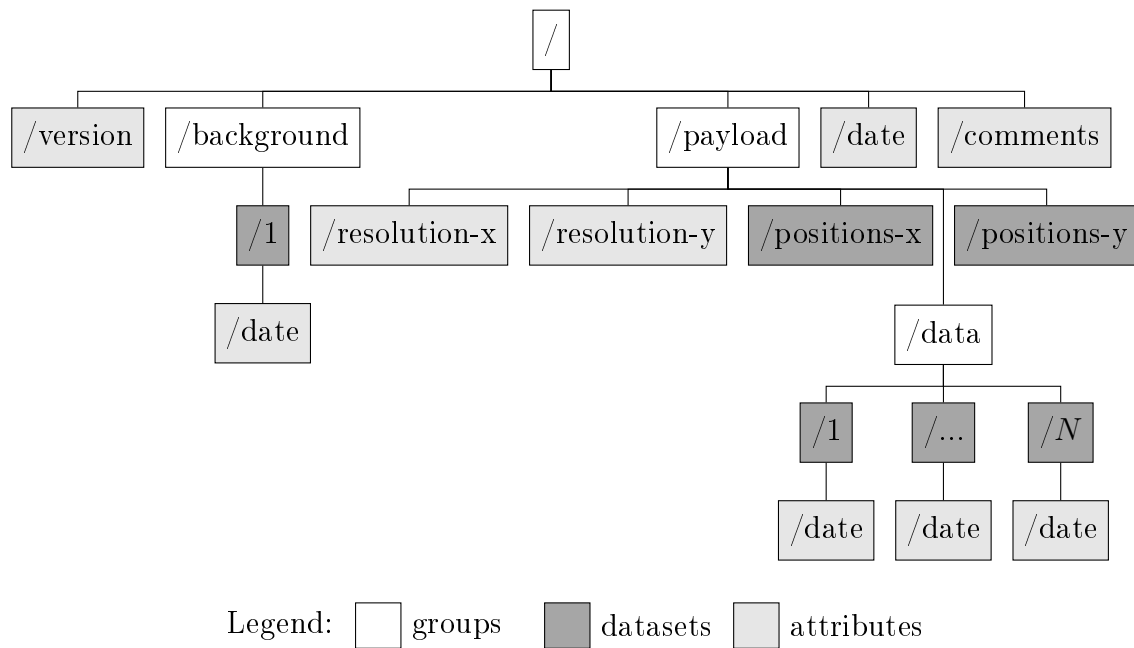 /
/version /background /payload /date /comments
/1 /resolution-x /resolution-y /positions-x /positions-y
/date /data
/1 /... /N
/date /date /date
Legend: groups datasets attributes